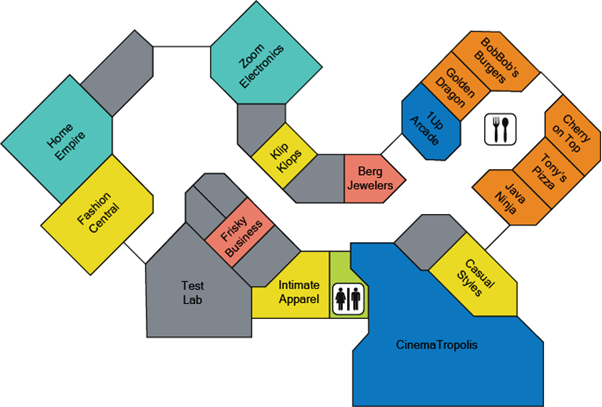 Zoom
Electronics
BobBob's
Burgers
Golden
Dragon
1Up
Arcade
Home
Empire
Klip
Klops
Berg
Jewelers
Cherry
on Top
Tony's
Pizza
Java
Ninja
Fashion
Central
Frisky
Business
Test
Lab
Intimate
Apparel
Casual
Styles
CinemaTropolis